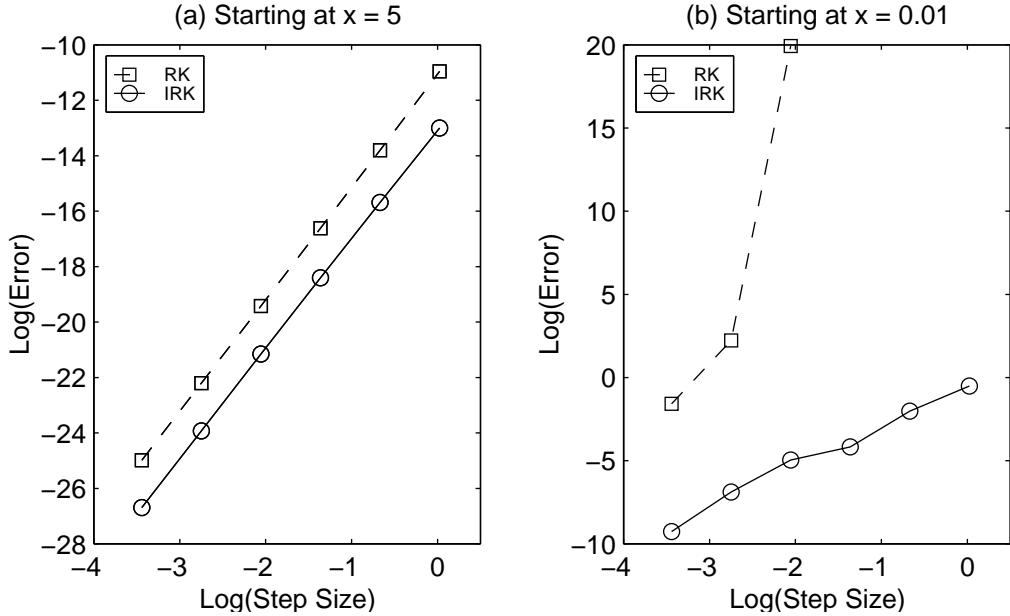 (a) Starting at x = 5
−10
−12
−14
−16
−18
−20
−22
−24
−26
−28
Log(Error)
RK
IRK
−4
−3
−2
−1
0
Log(Step Size)
(b) Starting at x = 0.01
20
15
10
5
0
−5
−10
Log(Error)
RK
IRK
−4
−3
−2
−1
0
Log(Step Size)